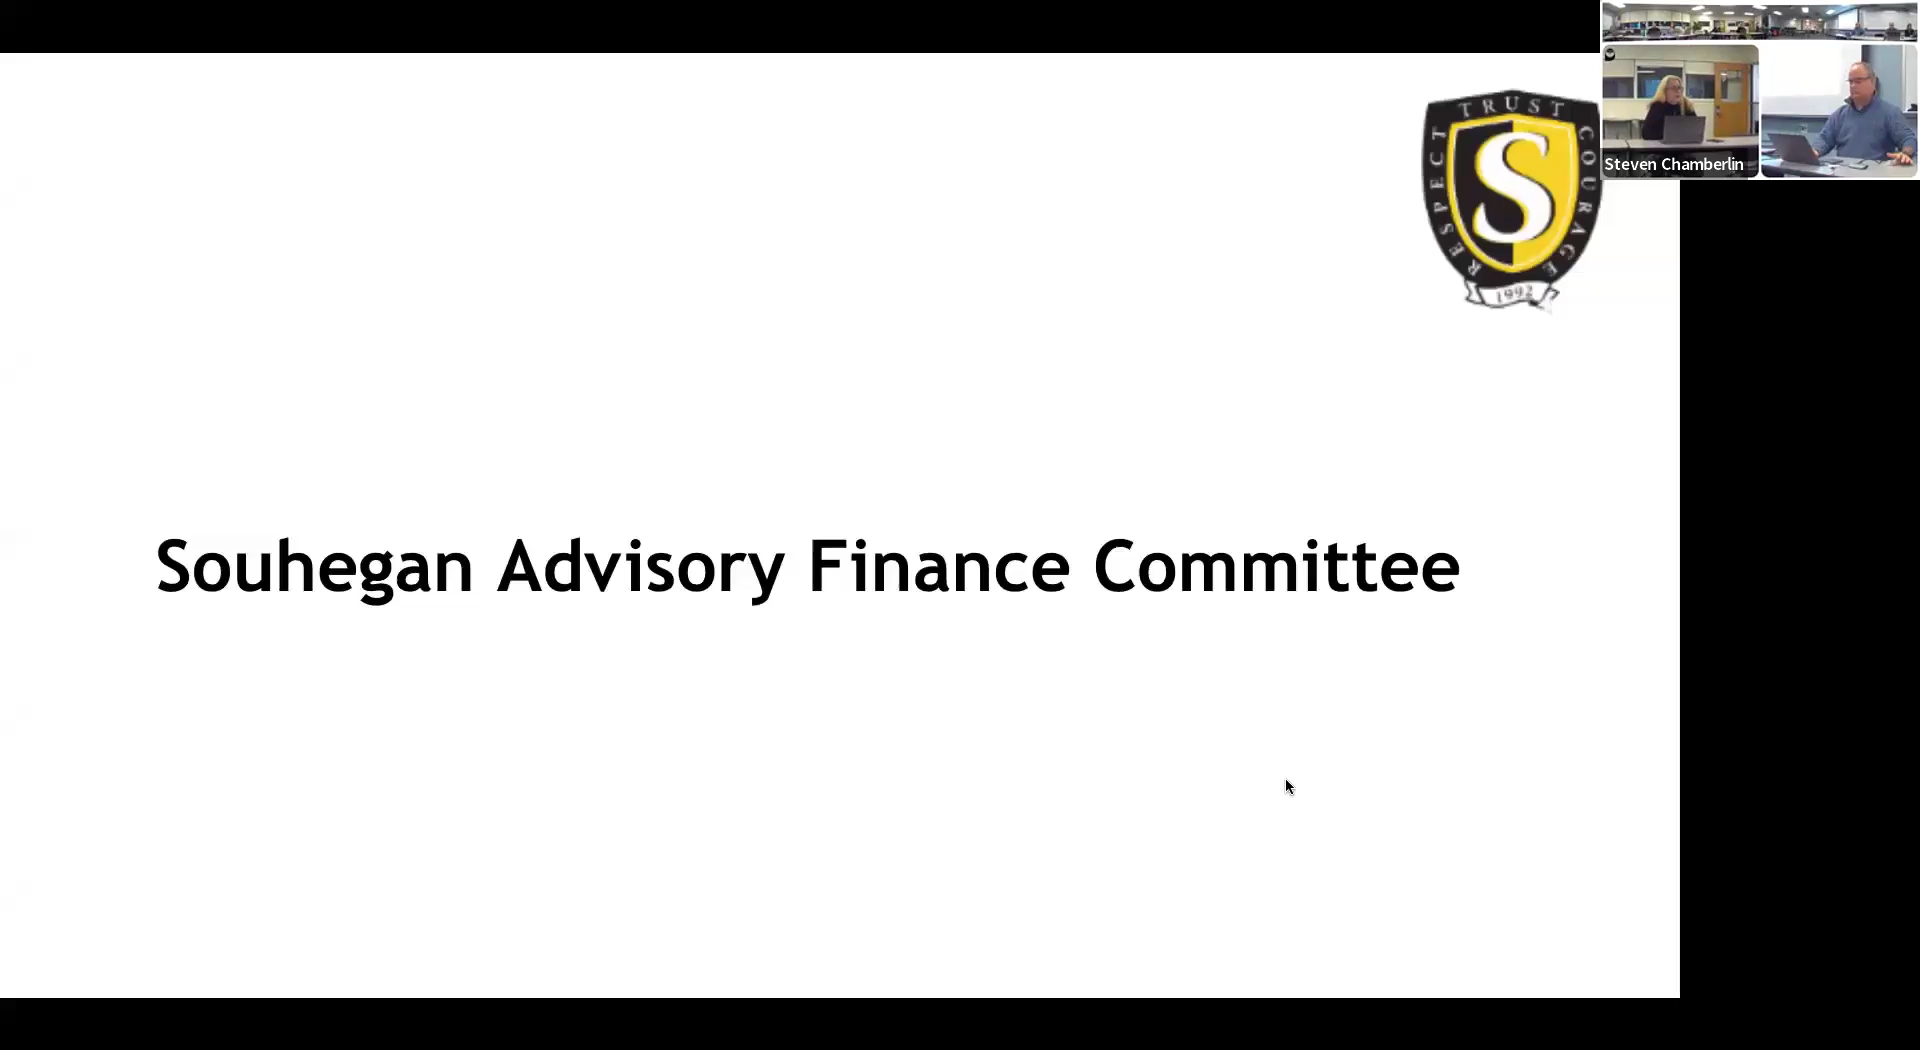 RESPECT TRUST COURAGE
S
1992
Steven Chamberlin
Souhegan Advisory Finance Committee